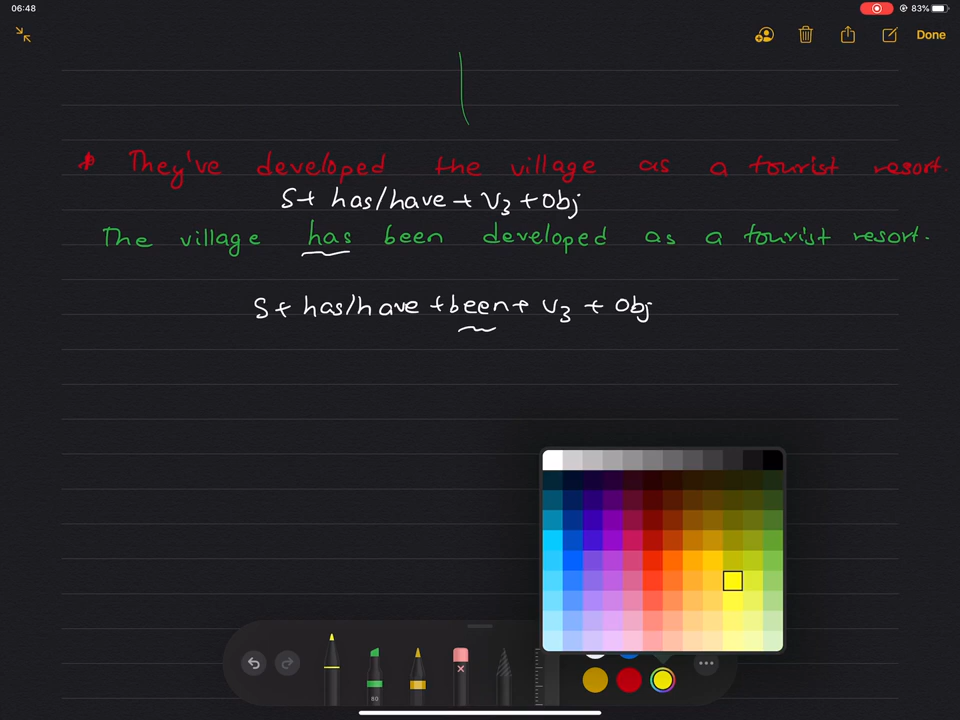 06:48
83%
Done
* They've developed the village as a tourist resort.
S+ has/have + V3 + Obj
The village has been developed as a tourist resort.
S+ has/have + been + V3 + Obj
80